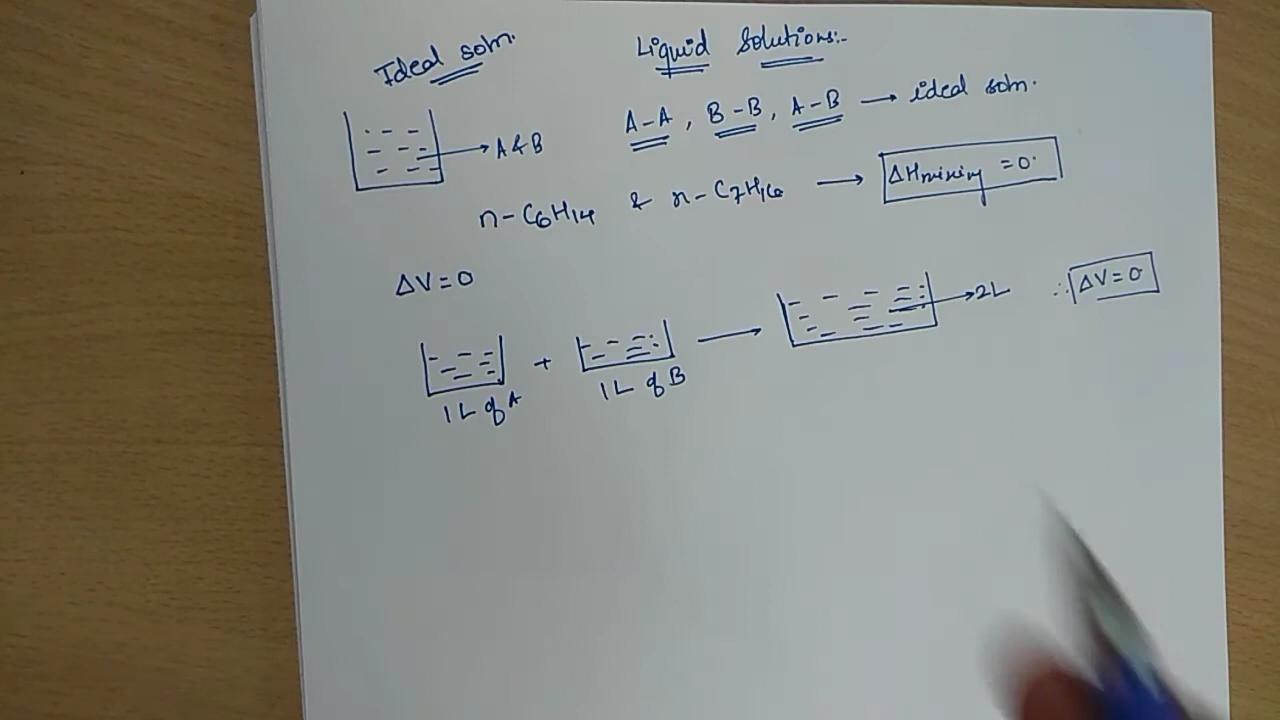 Ideal soln.
Liquid Solutions:-
A-A, B-B, A-B → ideal soln.
→ A & B
n-C6H14 & n-C7H16 → ΔHmixing = 0.
ΔV=0
→ 2L ∴ ΔV=0
+ →
1L of A
1L of B